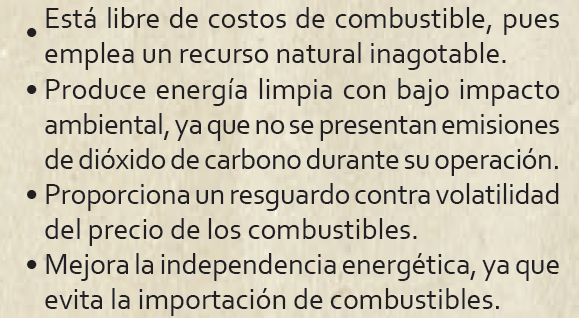 • Está libre de costos de combustible, pues
emplea un recurso natural inagotable.
• Produce energía limpia con bajo impacto
ambiental, ya que no se presentan emisiones
de dióxido de carbono durante su operación.
• Proporciona un resguardo contra volatilidad
del precio de los combustibles.
• Mejora la independencia energética, ya que
evita la importación de combustibles.